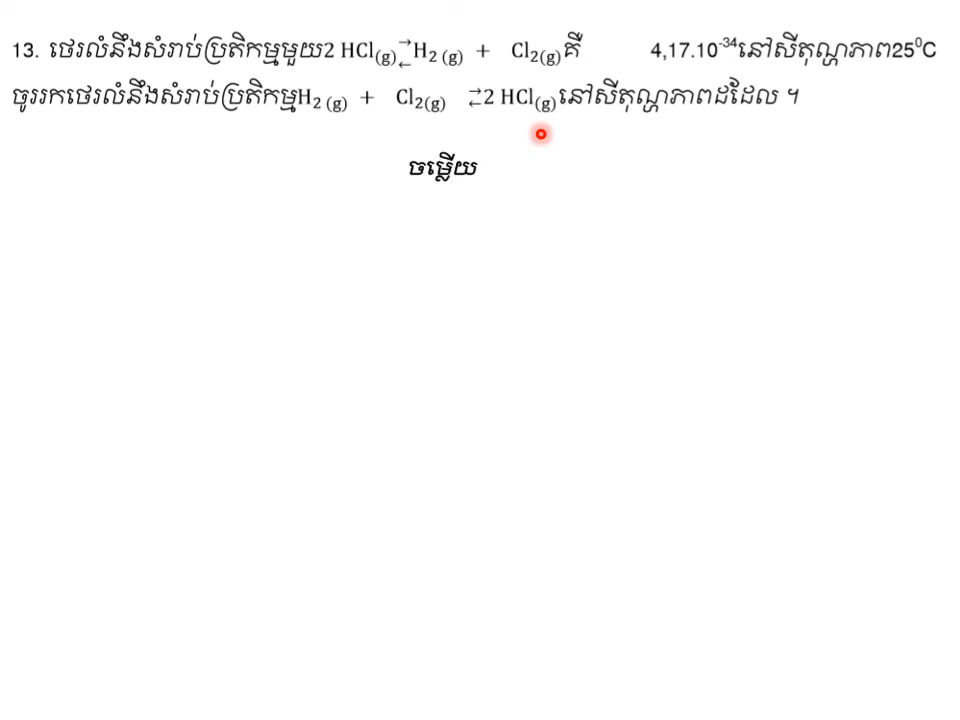 13. ថេរលំនឹងសំរាប់ប្រតិកម្មមួយ2 HCl(g)⇄H2 (g) + Cl2(g)គឺ 4,17.10-34នៅសីតុណ្ហភាព25⁰C
ចូររកថេរលំនឹងសំរាប់ប្រតិកម្មH2 (g) + Cl2(g) ⇄2 HCl(g)នៅសីតុណ្ហភាពដដែល ។
ចម្លើយ